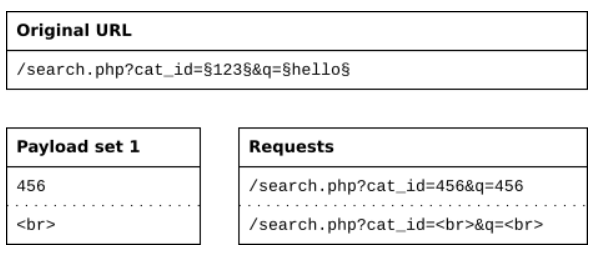 Original URL
/search.php?cat_id=§123§&q=§hello§
Payload set 1
456
<br>
Requests
/search.php?cat_id=456&q=456
/search.php?cat_id=<br>&q=<br>